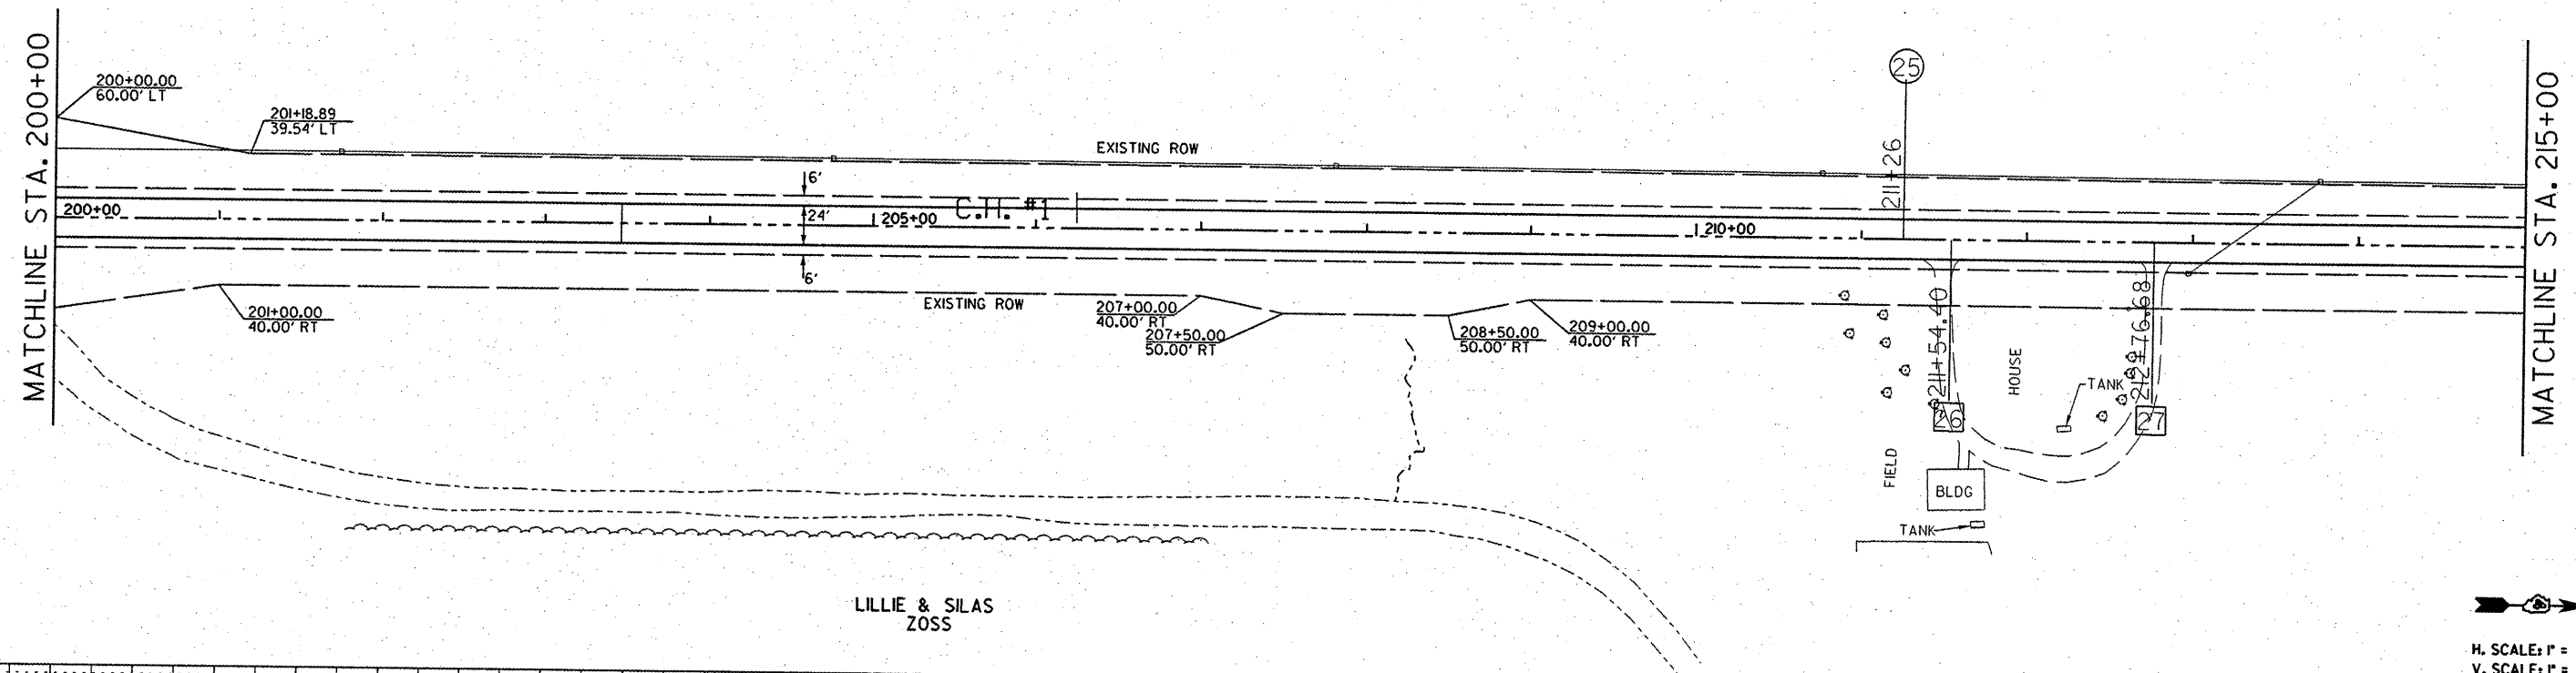 MATCHLINE STA. 200+00
200+00.00
60.00' LT
201+18.89
39.54' LT
EXISTING ROW
25
211+26
MATCHLINE STA. 215+00
6'
24'
6'
200+00
205+00
C.H. #1
210+00
201+00.00
40.00' RT
EXISTING ROW
207+00.00
40.00' RT
207+50.00
50.00' RT
208+50.00
50.00' RT
209+00.00
40.00' RT
211+54.40
26
HOUSE
TANK
212+76.68
27
FIELD
BLDG
TANK
LILLIE & SILAS
ZOSS
H. SCALE: 1" =
V. SCALE: 1" =